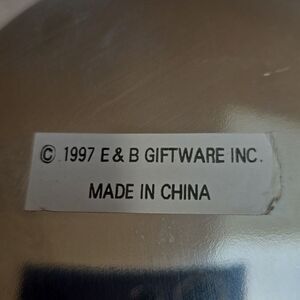 © 1997 E & B GIFTWARE INC.
MADE IN CHINA